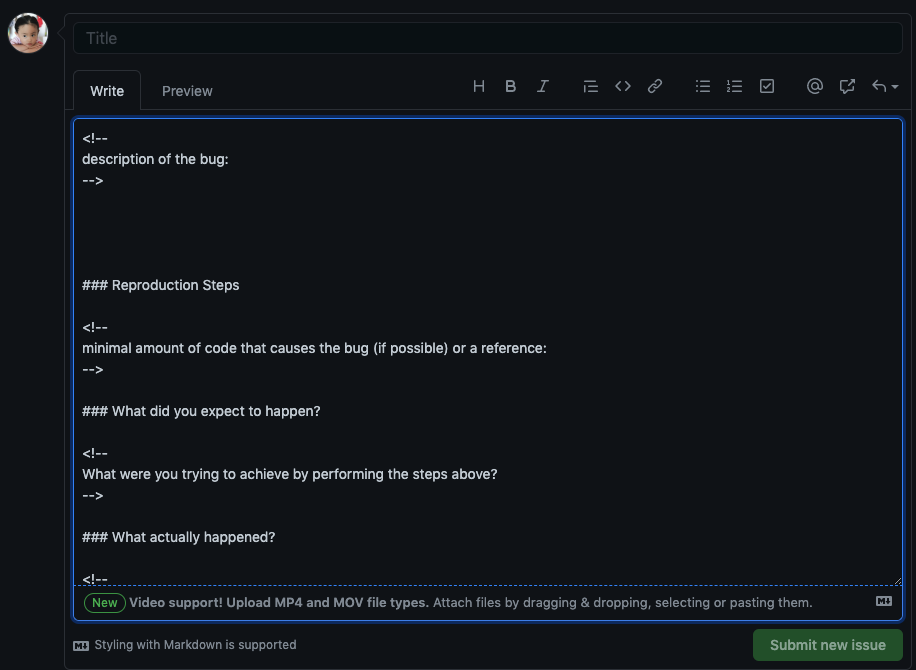 Title
Write
Preview
<!--
description of the bug:
-->
### Reproduction Steps
<!--
minimal amount of code that causes the bug (if possible) or a reference:
-->
### What did you expect to happen?
<!--
What were you trying to achieve by performing the steps above?
-->
### What actually happened?
<!--
New Video support! Upload MP4 and MOV file types. Attach files by dragging & dropping, selecting or pasting them.
Styling with Markdown is supported
Submit new issue